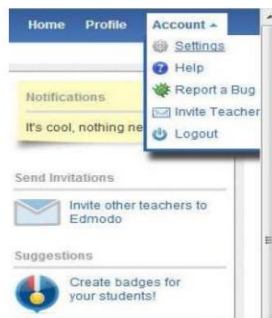 Home Profile Account
Settings
Help
Report a Bug
Invite Teacher
Logout
Notifications
It's cool, nothing ne
Send Invitations
Invite other teachers to
Edmodo
Suggestions
Create badges for
your students!